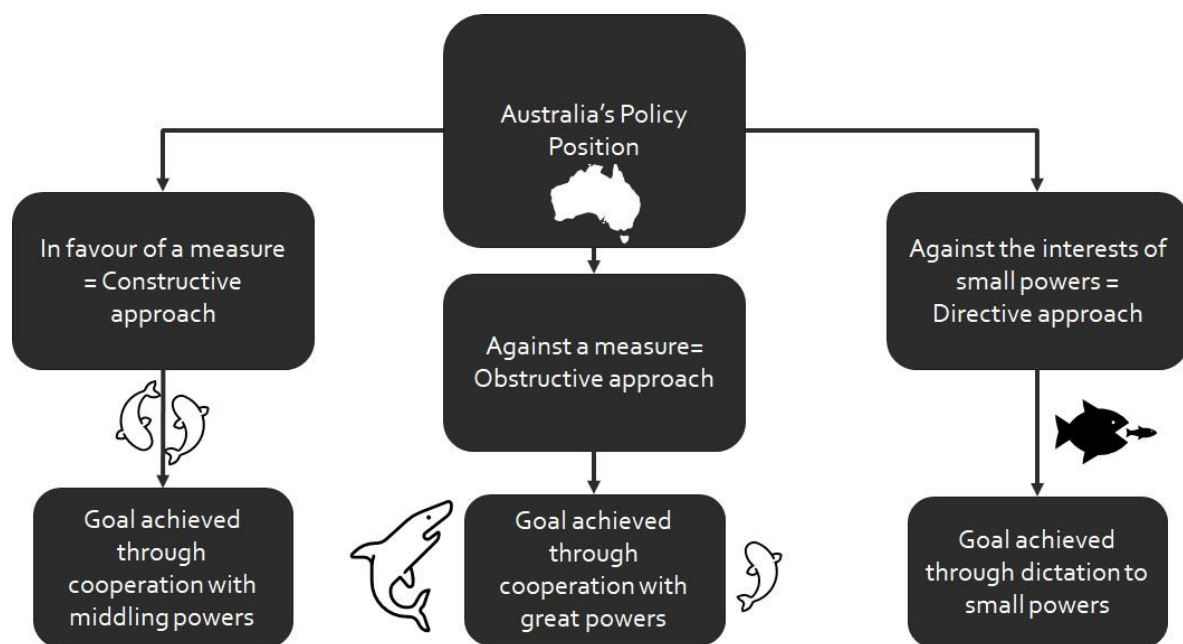 Australia's Policy
Position
In favour of a measure
= Constructive
approach
Against a measure=
Obstructive approach
Against the interests of
small powers =
Directive approach
Goal achieved
through
cooperation with
middling powers
Goal achieved
through
cooperation with
great powers
Goal achieved
through dictation to
small powers